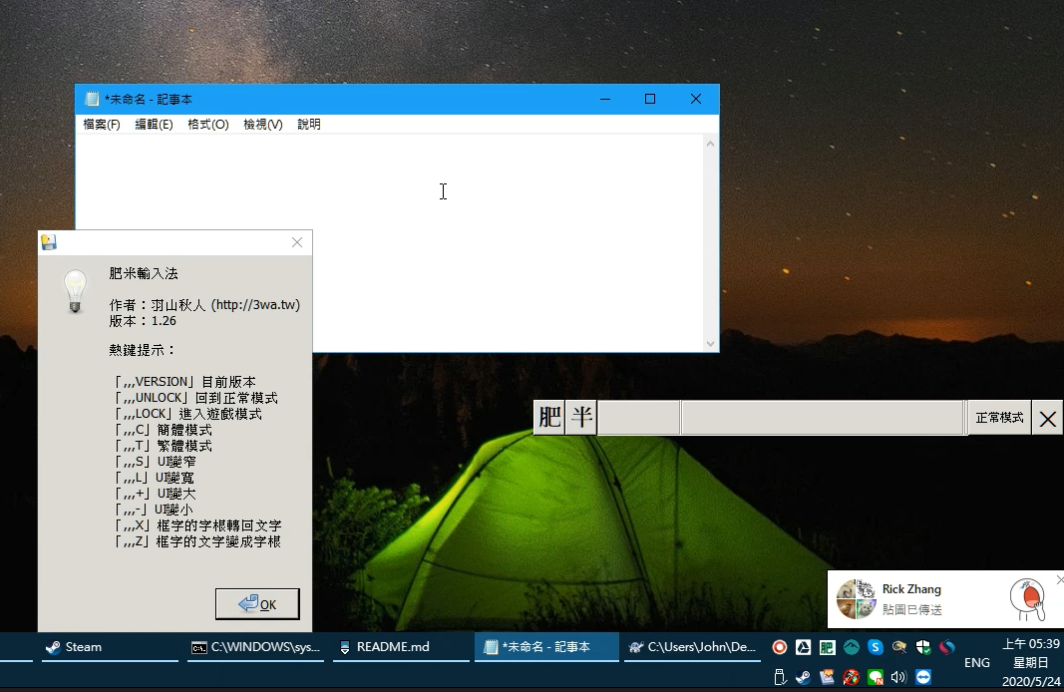 *未命名 - 記事本
檔案(F) 編輯(E) 格式(O) 檢視(V) 說明
肥米輸入法
作者：羽山秋人 (http://3wa.tw)
版本：1.26
熱鍵提示：
「,,,VERSION」目前版本
「,,,UNLOCK」回到正常模式
「,,,LOCK」進入遊戲模式
「,,,C」簡體模式
「,,,T」繁體模式
「,,,S」UI變窄
「,,,L」UI變寬
「,,,+」UI變大
「,,,-」UI變小
「,,,X」框字的字根轉回文字
「,,,Z」框字的文字變成字根
OK
肥 半 正常模式
Rick Zhang
貼圖已傳送
Steam
C:\WINDOWS\sys...
README.md
*未命名 - 記事本
C:\Users\John\De...
ENG
上午 05:39
星期日
2020/5/24